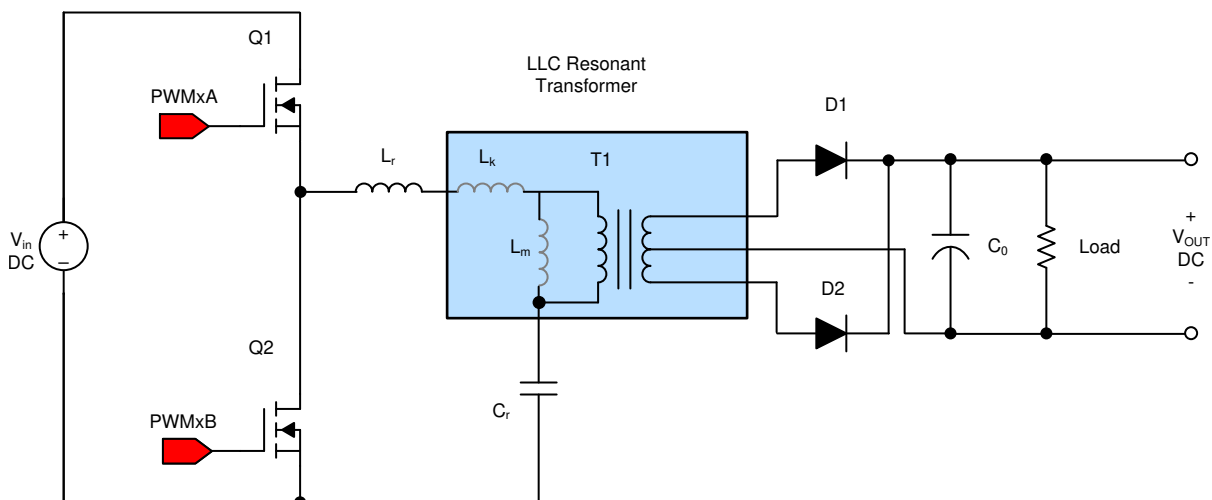 Q1
LLC Resonant
Transformer
PWMxA
D1
Lr
Lk
T1
Vin
DC
+
–
Lm
C0
Load
+
VOUT
DC
-
D2
Q2
Cr
PWMxB